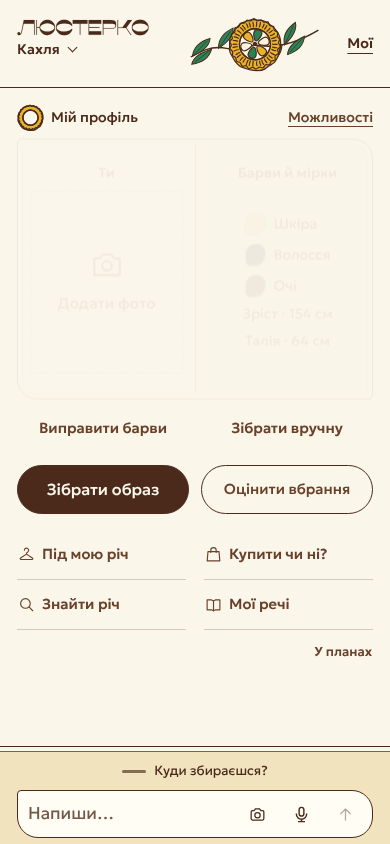 ЛЮСТЕРКО
Кахля
Мої
Мій профіль
Можливості
Ти
Барви й мірки
Шкіра
Волосся
Очі
Додати фото
Зріст · 154 см
Талія · 64 см
Виправити барви
Зібрати вручну
Зібрати образ
Оцінити вбрання
Під мою річ
Купити чи ні?
Знайти річ
Мої речі
У планах
Куди збираєшся?
Напиши...